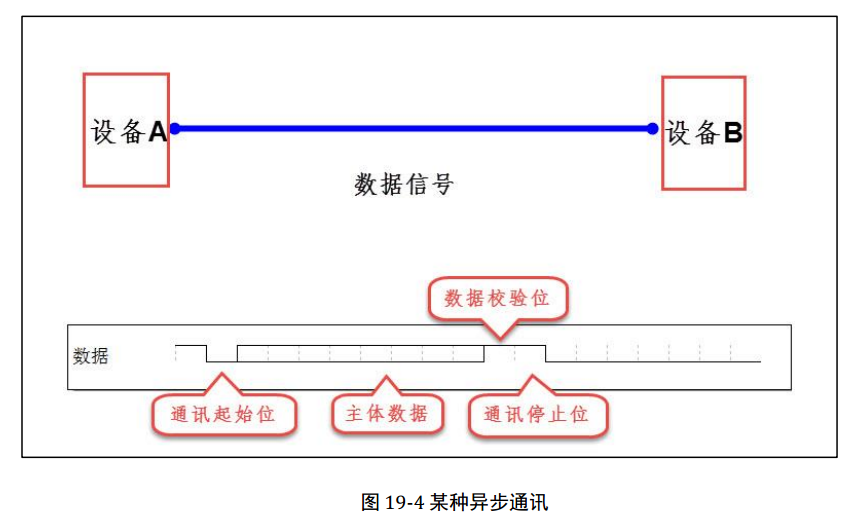 设备A
设备B
数据信号
数据校验位
数据
通讯起始位
主体数据
通讯停止位
图 19-4 某种异步通讯